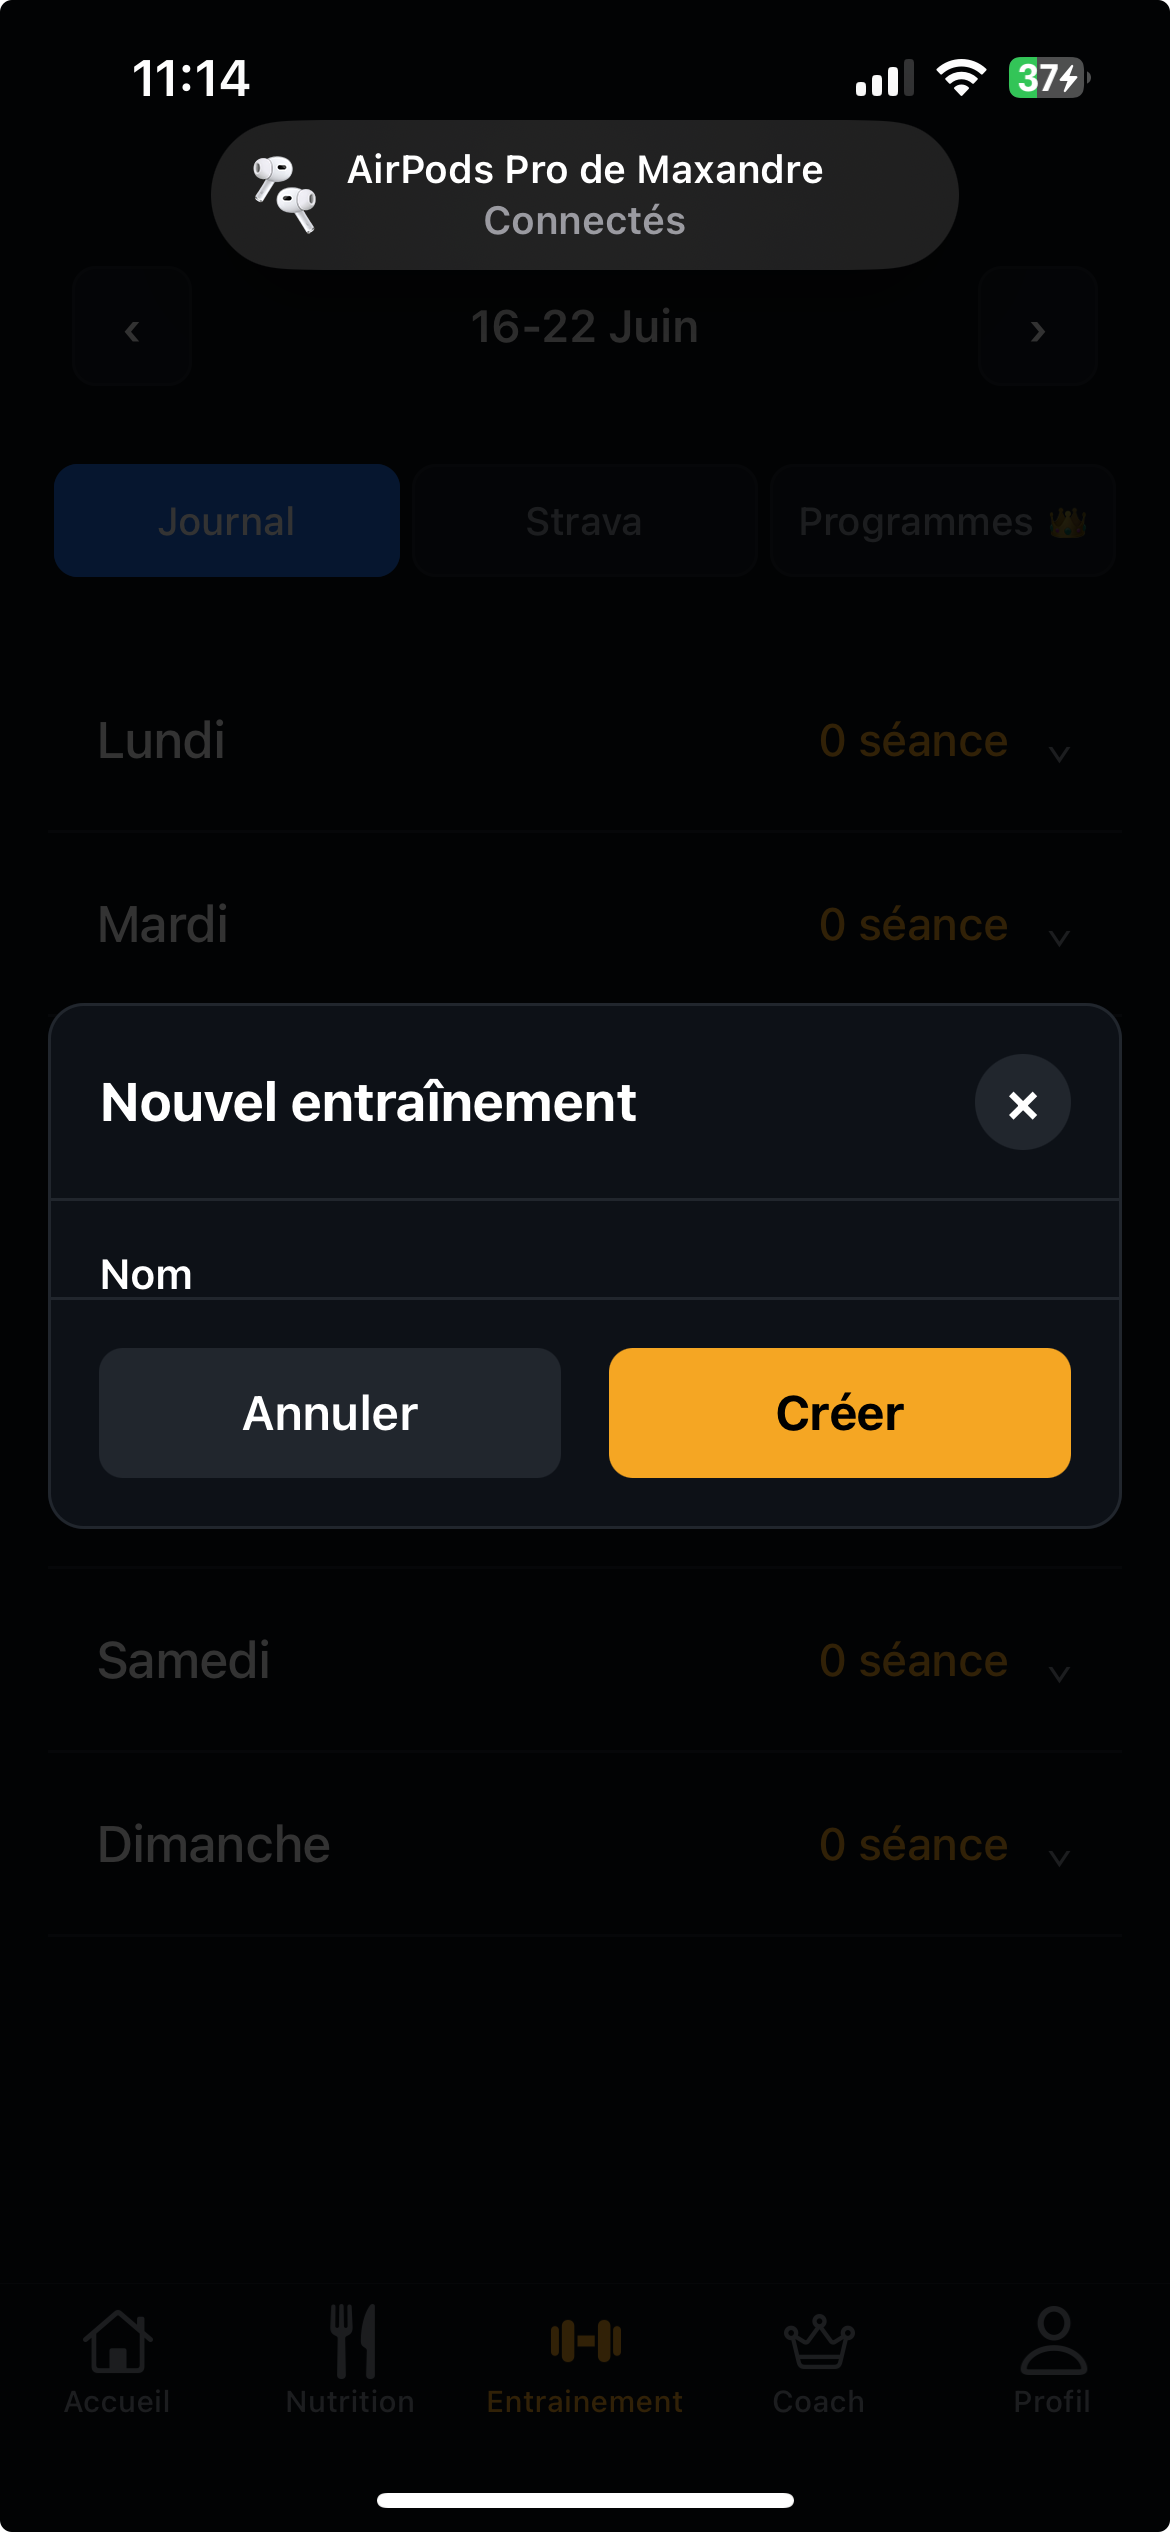 11:14
37
AirPods Pro de Maxandre
Connectés
‹ 16-22 Juin ›
Journal Strava Programmes 👑
Lundi 0 séance
Mardi 0 séance
Nouvel entraînement ×
Nom
Annuler Créer
Samedi 0 séance
Dimanche 0 séance
Accueil Nutrition Entrainement Coach Profil